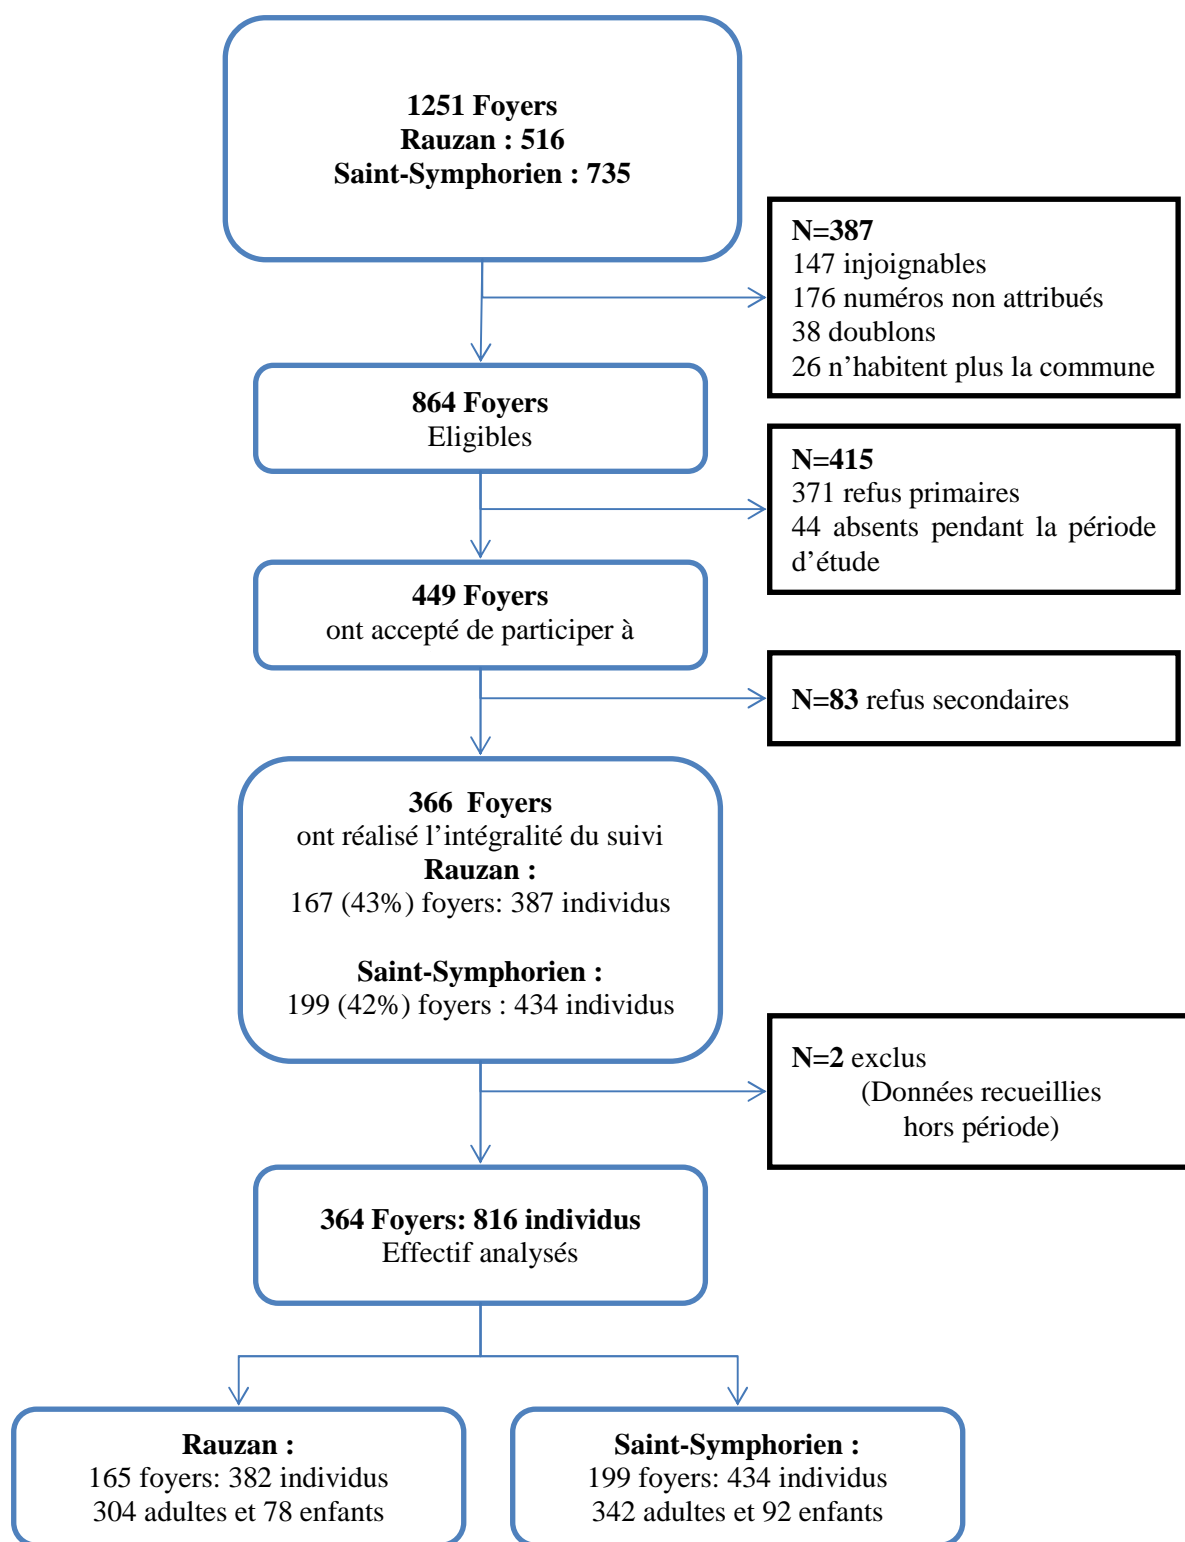 1251 Foyers
Rauzan : 516
Saint-Symphorien : 735
N=387
147 injoignables
176 numéros non attribués
38 doublons
26 n’habitent plus la commune
864 Foyers
Eligibles
N=415
371 refus primaires
44 absents pendant la période
d’étude
449 Foyers
ont accepté de participer à
N=83 refus secondaires
366 Foyers
ont réalisé l’intégralité du suivi
Rauzan :
167 (43%) foyers: 387 individus
Saint-Symphorien :
199 (42%) foyers : 434 individus
N=2 exclus
(Données recueillies
hors période)
364 Foyers: 816 individus
Effectif analysés
Rauzan :
165 foyers: 382 individus
304 adultes et 78 enfants
Saint-Symphorien :
199 foyers: 434 individus
342 adultes et 92 enfants